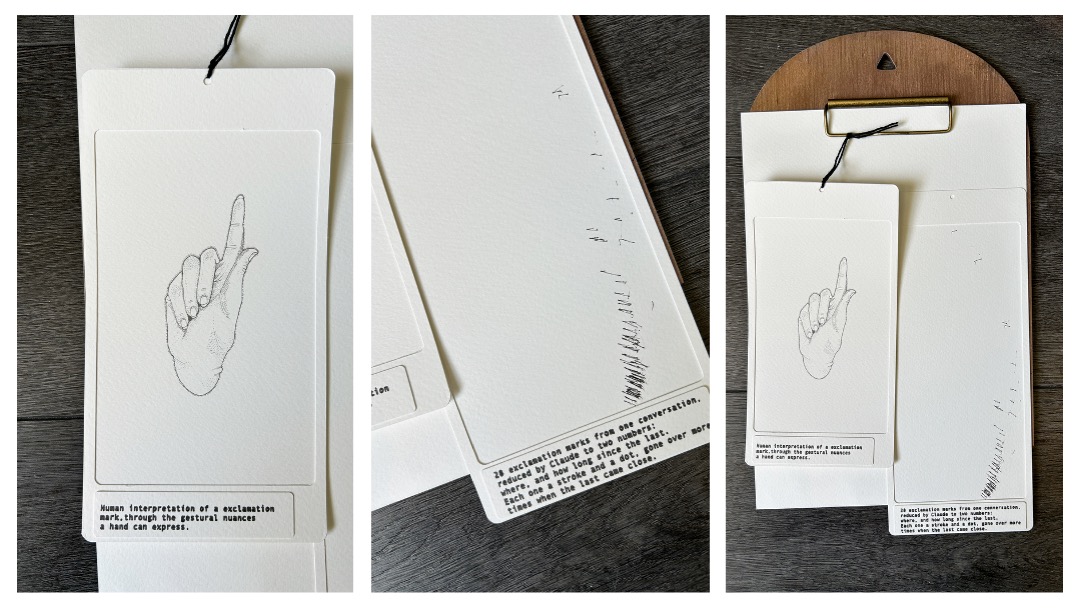 Human interpretation of a exclamation
mark,through the gestural nuances
a hand can express.
tion
28 exclamation marks from one conversation,
reduced by Claude to two numbers:
where, and how long since the last.
Each one a stroke and a dot, gone over more
times when the last came close.
Human interpretation of a exclamation
mark,through the gestural nuances
a hand can express.
28 exclamation marks from one conversation,
reduced by Claude to two numbers:
where, and how long since the last.
Each one a stroke and a dot, gone over more
times when the last came close.